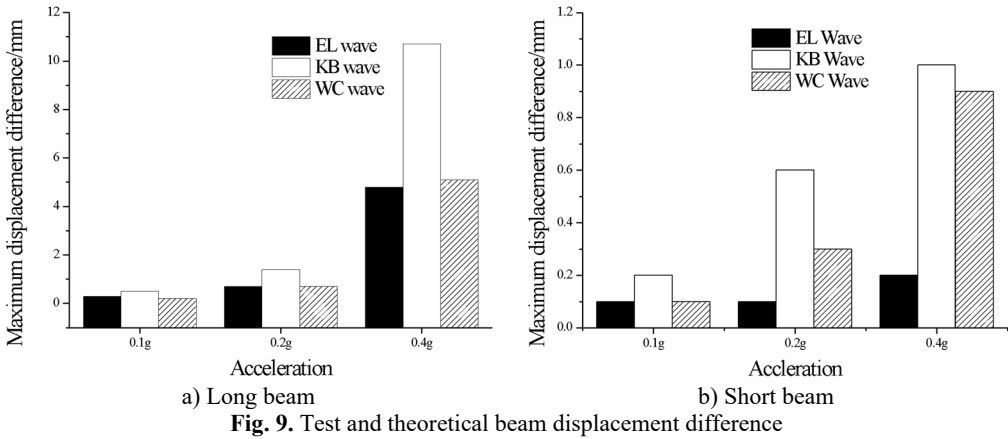 Maximum displacement difference/mm
12
10
8
6
4
2
0
EL wave
KB wave
WC wave
0.1g
0.2g
0.4g
Acceleration
a) Long beam
Maximum displacement difference/mm
1.2
1.0
0.8
0.6
0.4
0.2
0.0
EL Wave
KB Wave
WC Wave
0.1g
0.2g
0.4g
Accleration
b) Short beam
Fig. 9. Test and theoretical beam displacement difference